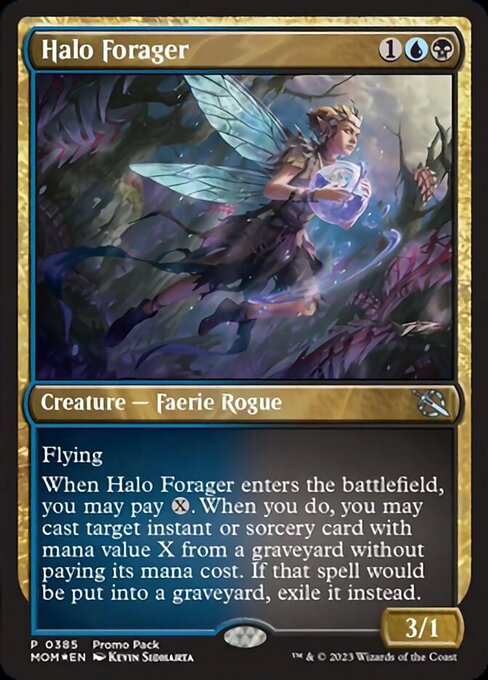 Halo Forager 1
Creature — Faerie Rogue
Flying
When Halo Forager enters the battlefield,
you may pay X. When you do, you may
cast target instant or sorcery card with
mana value X from a graveyard without
paying its mana cost. If that spell would
be put into a graveyard, exile it instead.
3/1
P 0385 Promo Pack
MOM★EN Kevin Sidharta
™ & © 2023 Wizards of the Coast